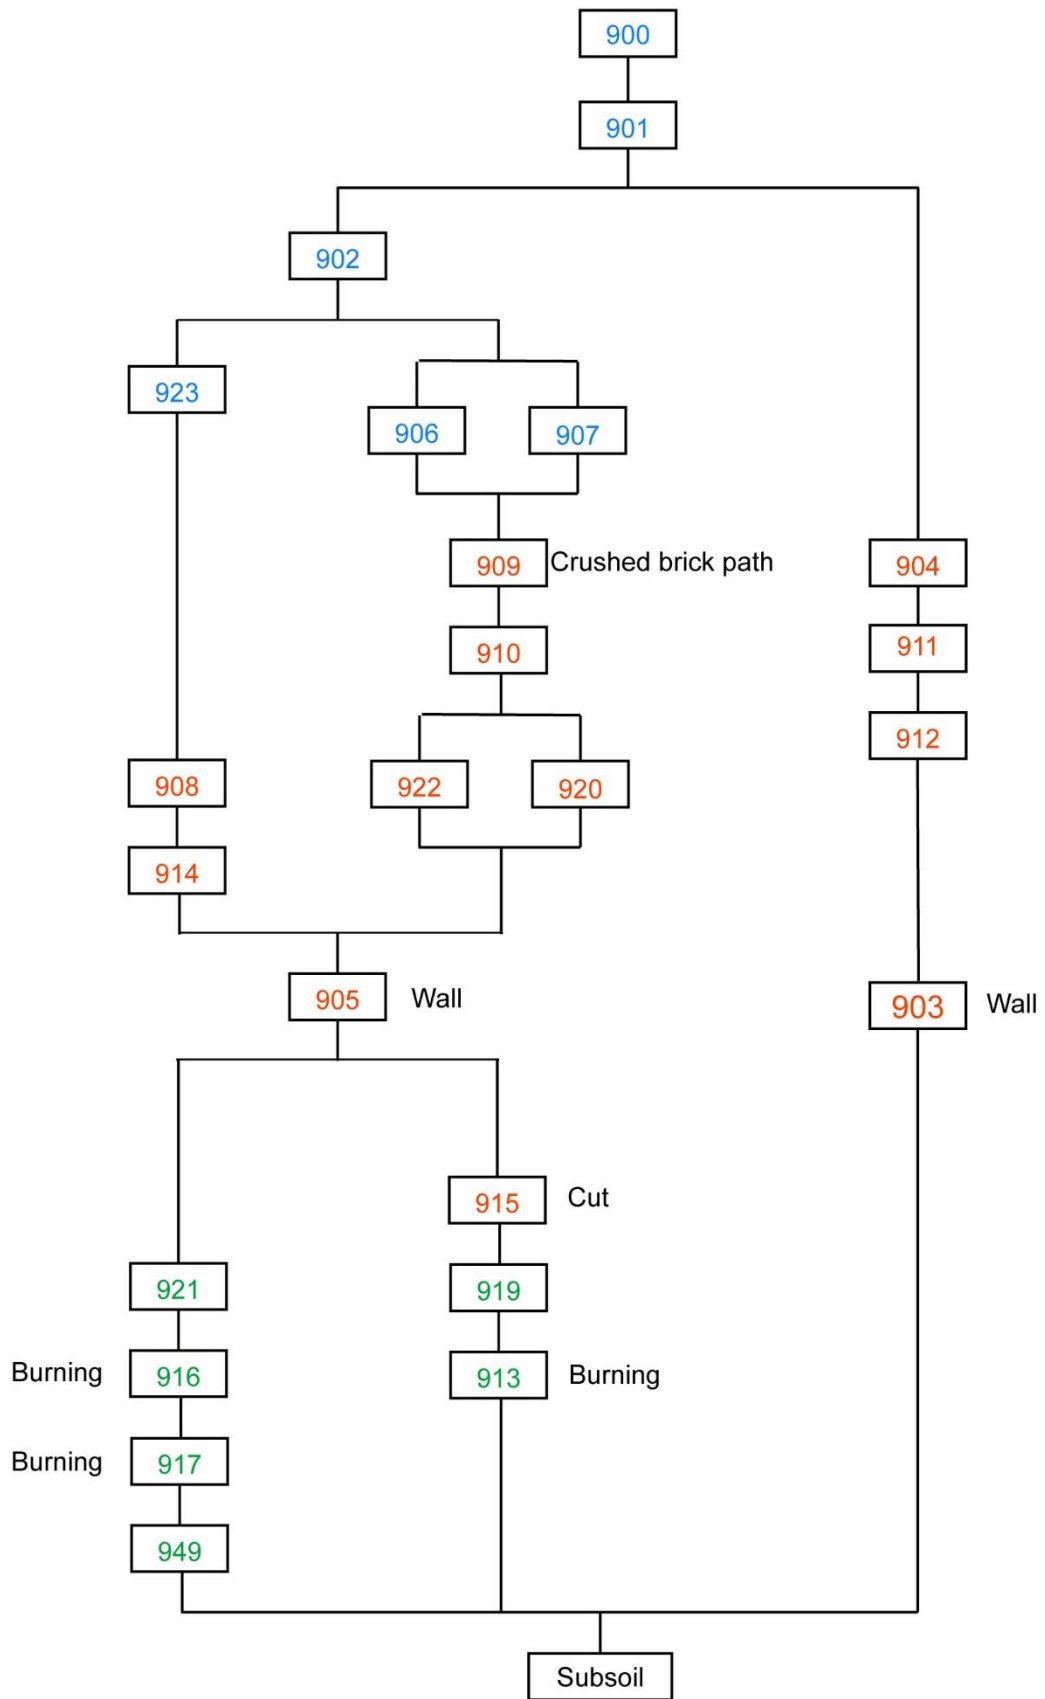 900
901
902
923
906
907
909 Crushed brick path
904
910
911
912
908
922
920
914
905 Wall
903 Wall
915 Cut
921
919
Burning 916
913 Burning
Burning 917
949
Subsoil